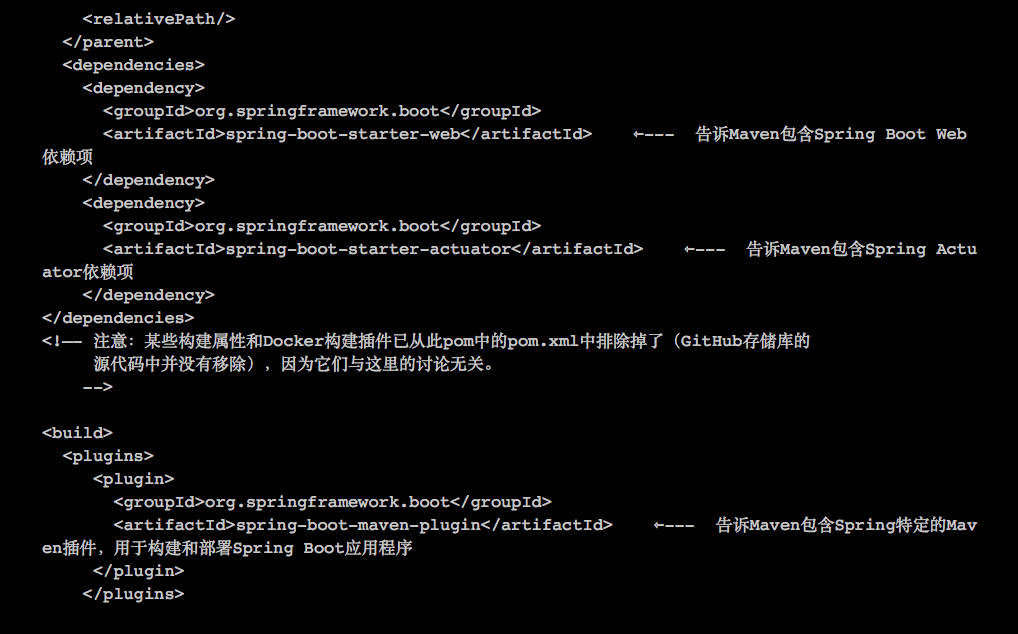 <relativePath/>
  </parent>
  <dependencies>
    <dependency>
      <groupId>org.springframework.boot</groupId>
      <artifactId>spring-boot-starter-web</artifactId>    ←---  告诉Maven包含Spring Boot Web
依赖项
    </dependency>
    <dependency>
      <groupId>org.springframework.boot</groupId>
      <artifactId>spring-boot-starter-actuator</artifactId>    ←---  告诉Maven包含Spring Actu
ator依赖项
    </dependency>
</dependencies>
<!-- 注意：某些构建属性和Docker构建插件已从此pom中的pom.xml中排除掉了（GitHub存储库的
     源代码中并没有移除），因为它们与这里的讨论无关。
    -->
<build>
  <plugins>
     <plugin>
       <groupId>org.springframework.boot</groupId>
       <artifactId>spring-boot-maven-plugin</artifactId>    ←---  告诉Maven包含Spring特定的Mav
en插件，用于构建和部署Spring Boot应用程序
     </plugin>
    </plugins>